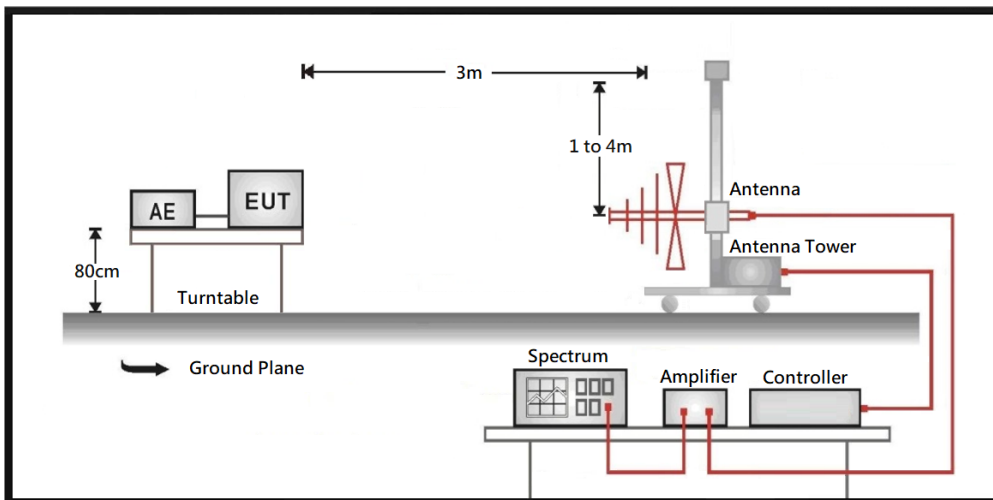 3m
1 to 4m
Antenna
AE
EUT
Antenna Tower
80cm
Turntable
Ground Plane
Spectrum
Amplifier
Controller